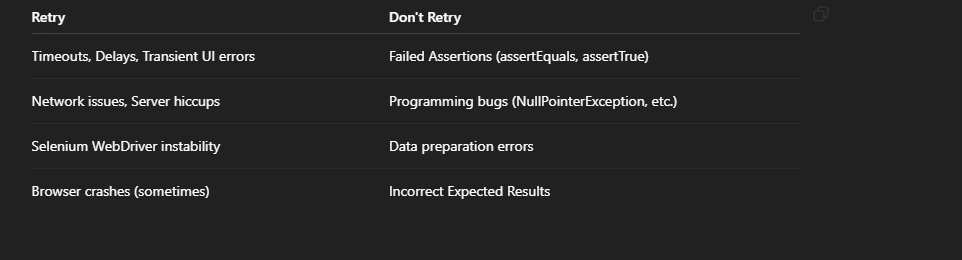 Retry Don't Retry
Timeouts, Delays, Transient UI errors Failed Assertions (assertEquals, assertTrue)
Network issues, Server hiccups Programming bugs (NullPointerException, etc.)
Selenium WebDriver instability Data preparation errors
Browser crashes (sometimes) Incorrect Expected Results